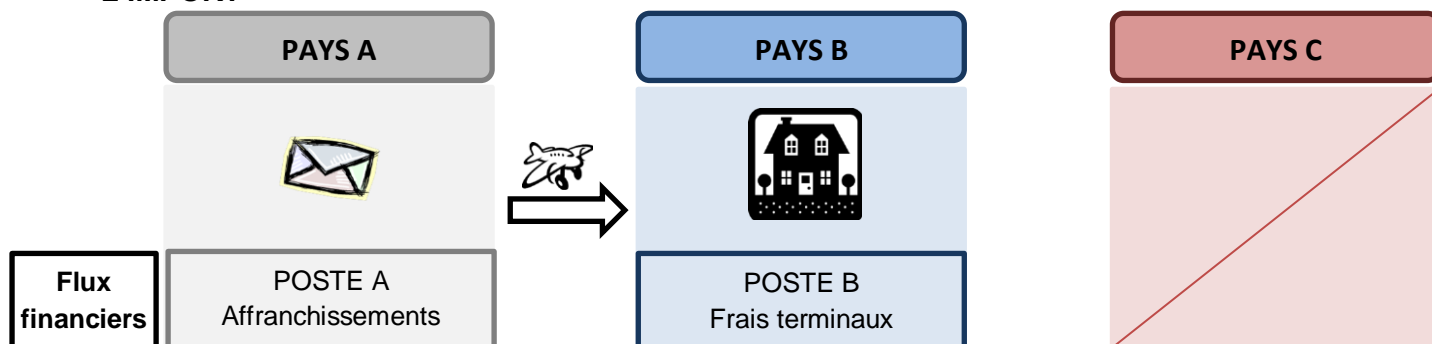 PAYS A
PAYS B
PAYS C
Flux
financiers
POSTE A
Affranchissements
POSTE B
Frais terminaux